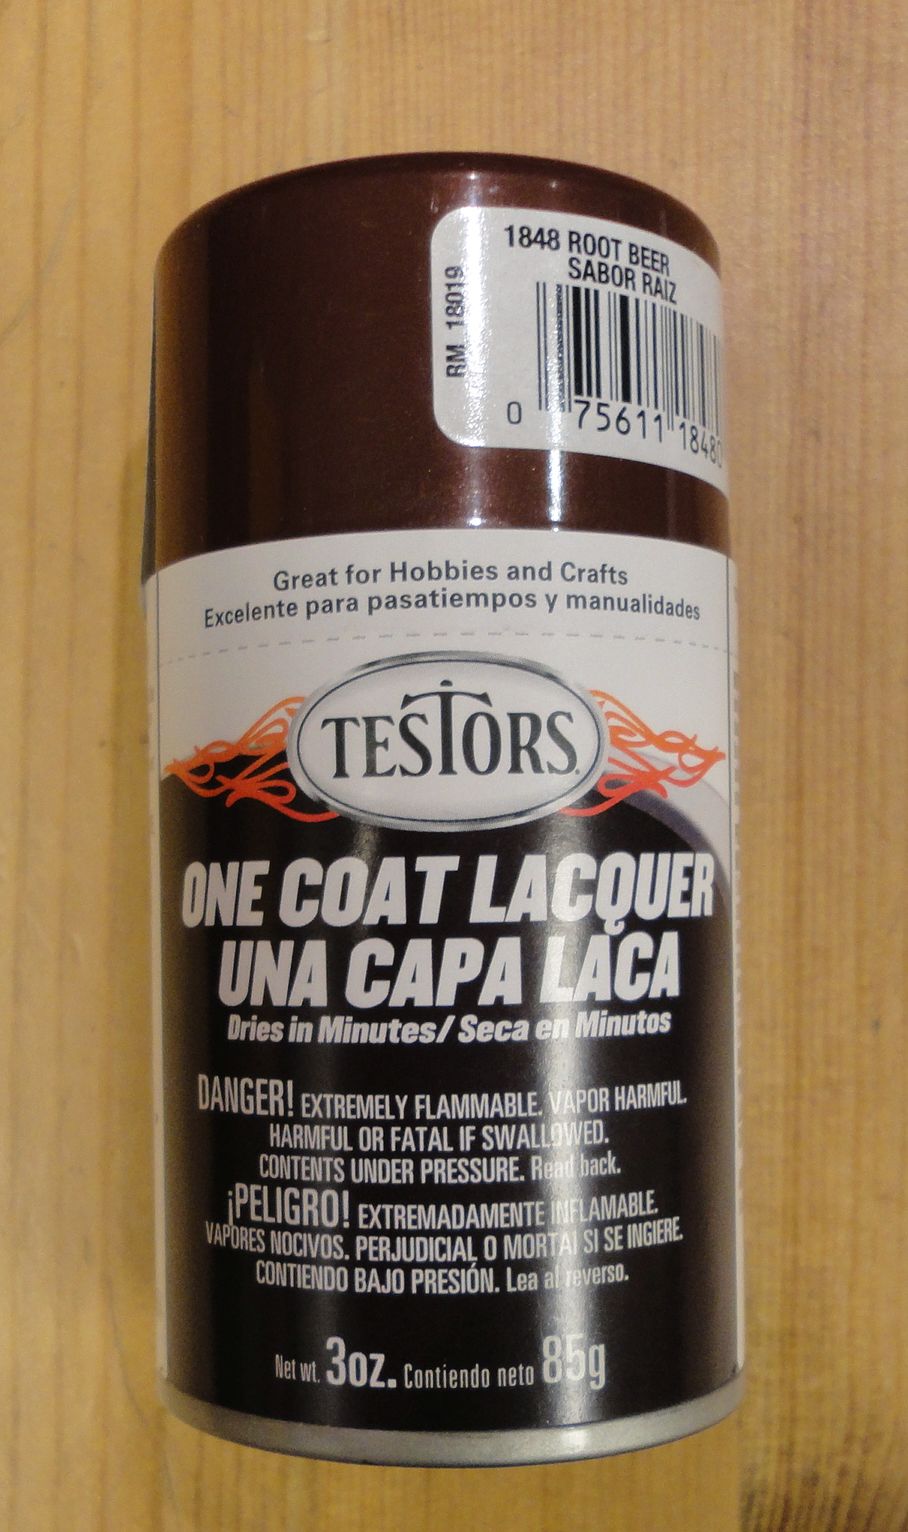 1848 ROOT BEER
SABOR RAIZ
RM 18019
0 75611 1848
Great for Hobbies and Crafts
Excelente para pasatiempos y manualidades
TESTORS
ONE COAT LACQUER
UNA CAPA LACA
Dries in Minutes/ Seca en Minutos
DANGER! EXTREMELY FLAMMABLE. VAPOR HARMFUL.
HARMFUL OR FATAL IF SWALLOWED.
CONTENTS UNDER PRESSURE. Read back.
¡PELIGRO! EXTREMADAMENTE INFLAMABLE.
VAPORES NOCIVOS. PERJUDICIAL O MORTAL SI SE INGIERE.
CONTIENDO BAJO PRESIÓN. Lea al reverso.
Net wt. 3oz. Contiendo neto 85g